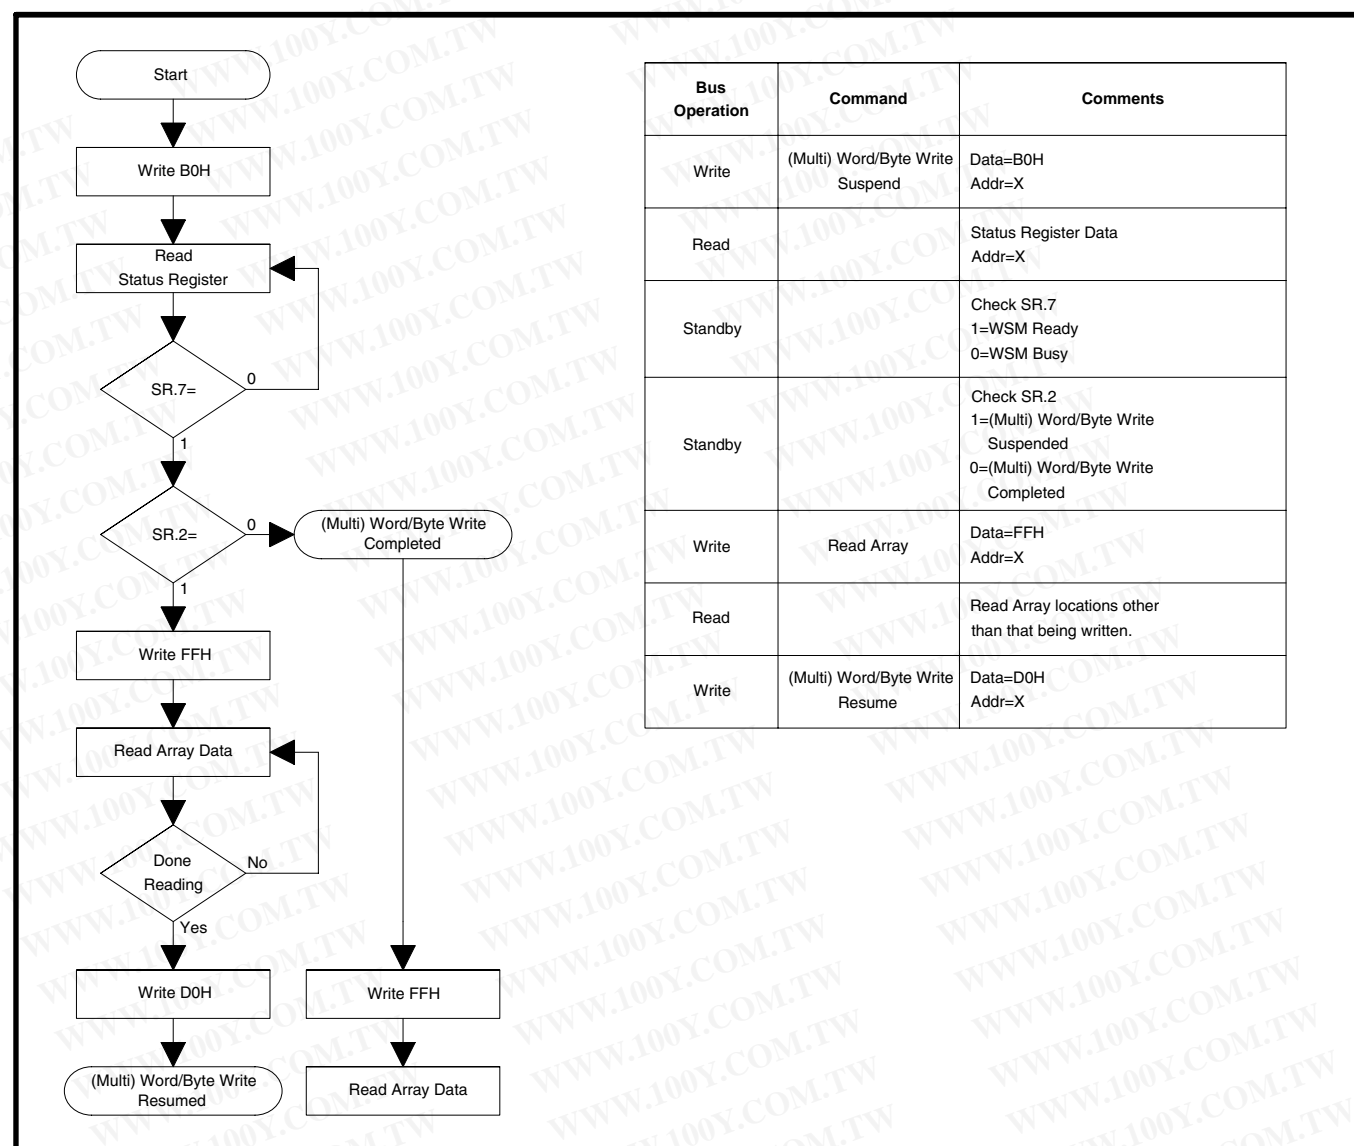 Start
Write B0H
Read
Status Register
SR.7=
0
1
SR.2=
0
1
(Multi) Word/Byte Write
Completed
Write FFH
Read Array Data
Done
Reading
No
Yes
Write D0H
(Multi) Word/Byte Write
Resumed
Write FFH
Read Array Data
Bus
Operation
Command
Comments
Write
(Multi) Word/Byte Write
Suspend
Data=B0H
Addr=X
Read
Status Register Data
Addr=X
Standby
Check SR.7
1=WSM Ready
0=WSM Busy
Standby
Check SR.2
1=(Multi) Word/Byte Write
Suspended
0=(Multi) Word/Byte Write
Completed
Write
Read Array
Data=FFH
Addr=X
Read
Read Array locations other
than that being written.
Write
(Multi) Word/Byte Write
Resume
Data=D0H
Addr=X
WWW.100Y.COM.TW